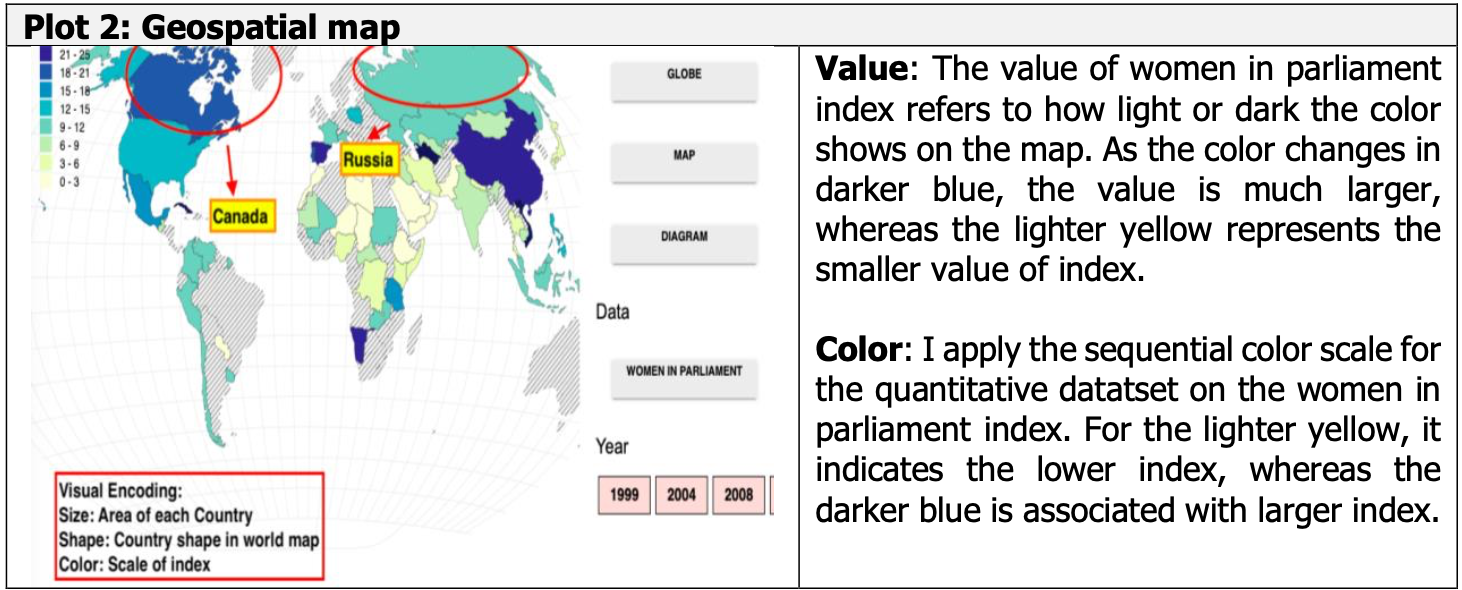 Plot 2: Geospatial map
21 - 25
18 - 21
15 - 18
12 - 15
9 - 12
6 - 9
3 - 6
0 - 3
Canada
Russia
GLOBE
MAP
DIAGRAM
Data
WOMEN IN PARLIAMENT
Year
1999 2004 2008
Visual Encoding:
Size: Area of each Country
Shape: Country shape in world map
Color: Scale of index
Value: The value of women in parliament
index refers to how light or dark the color
shows on the map. As the color changes in
darker blue, the value is much larger,
whereas the lighter yellow represents the
smaller value of index.
Color: I apply the sequential color scale for
the quantitative datatset on the women in
parliament index. For the lighter yellow, it
indicates the lower index, whereas the
darker blue is associated with larger index.